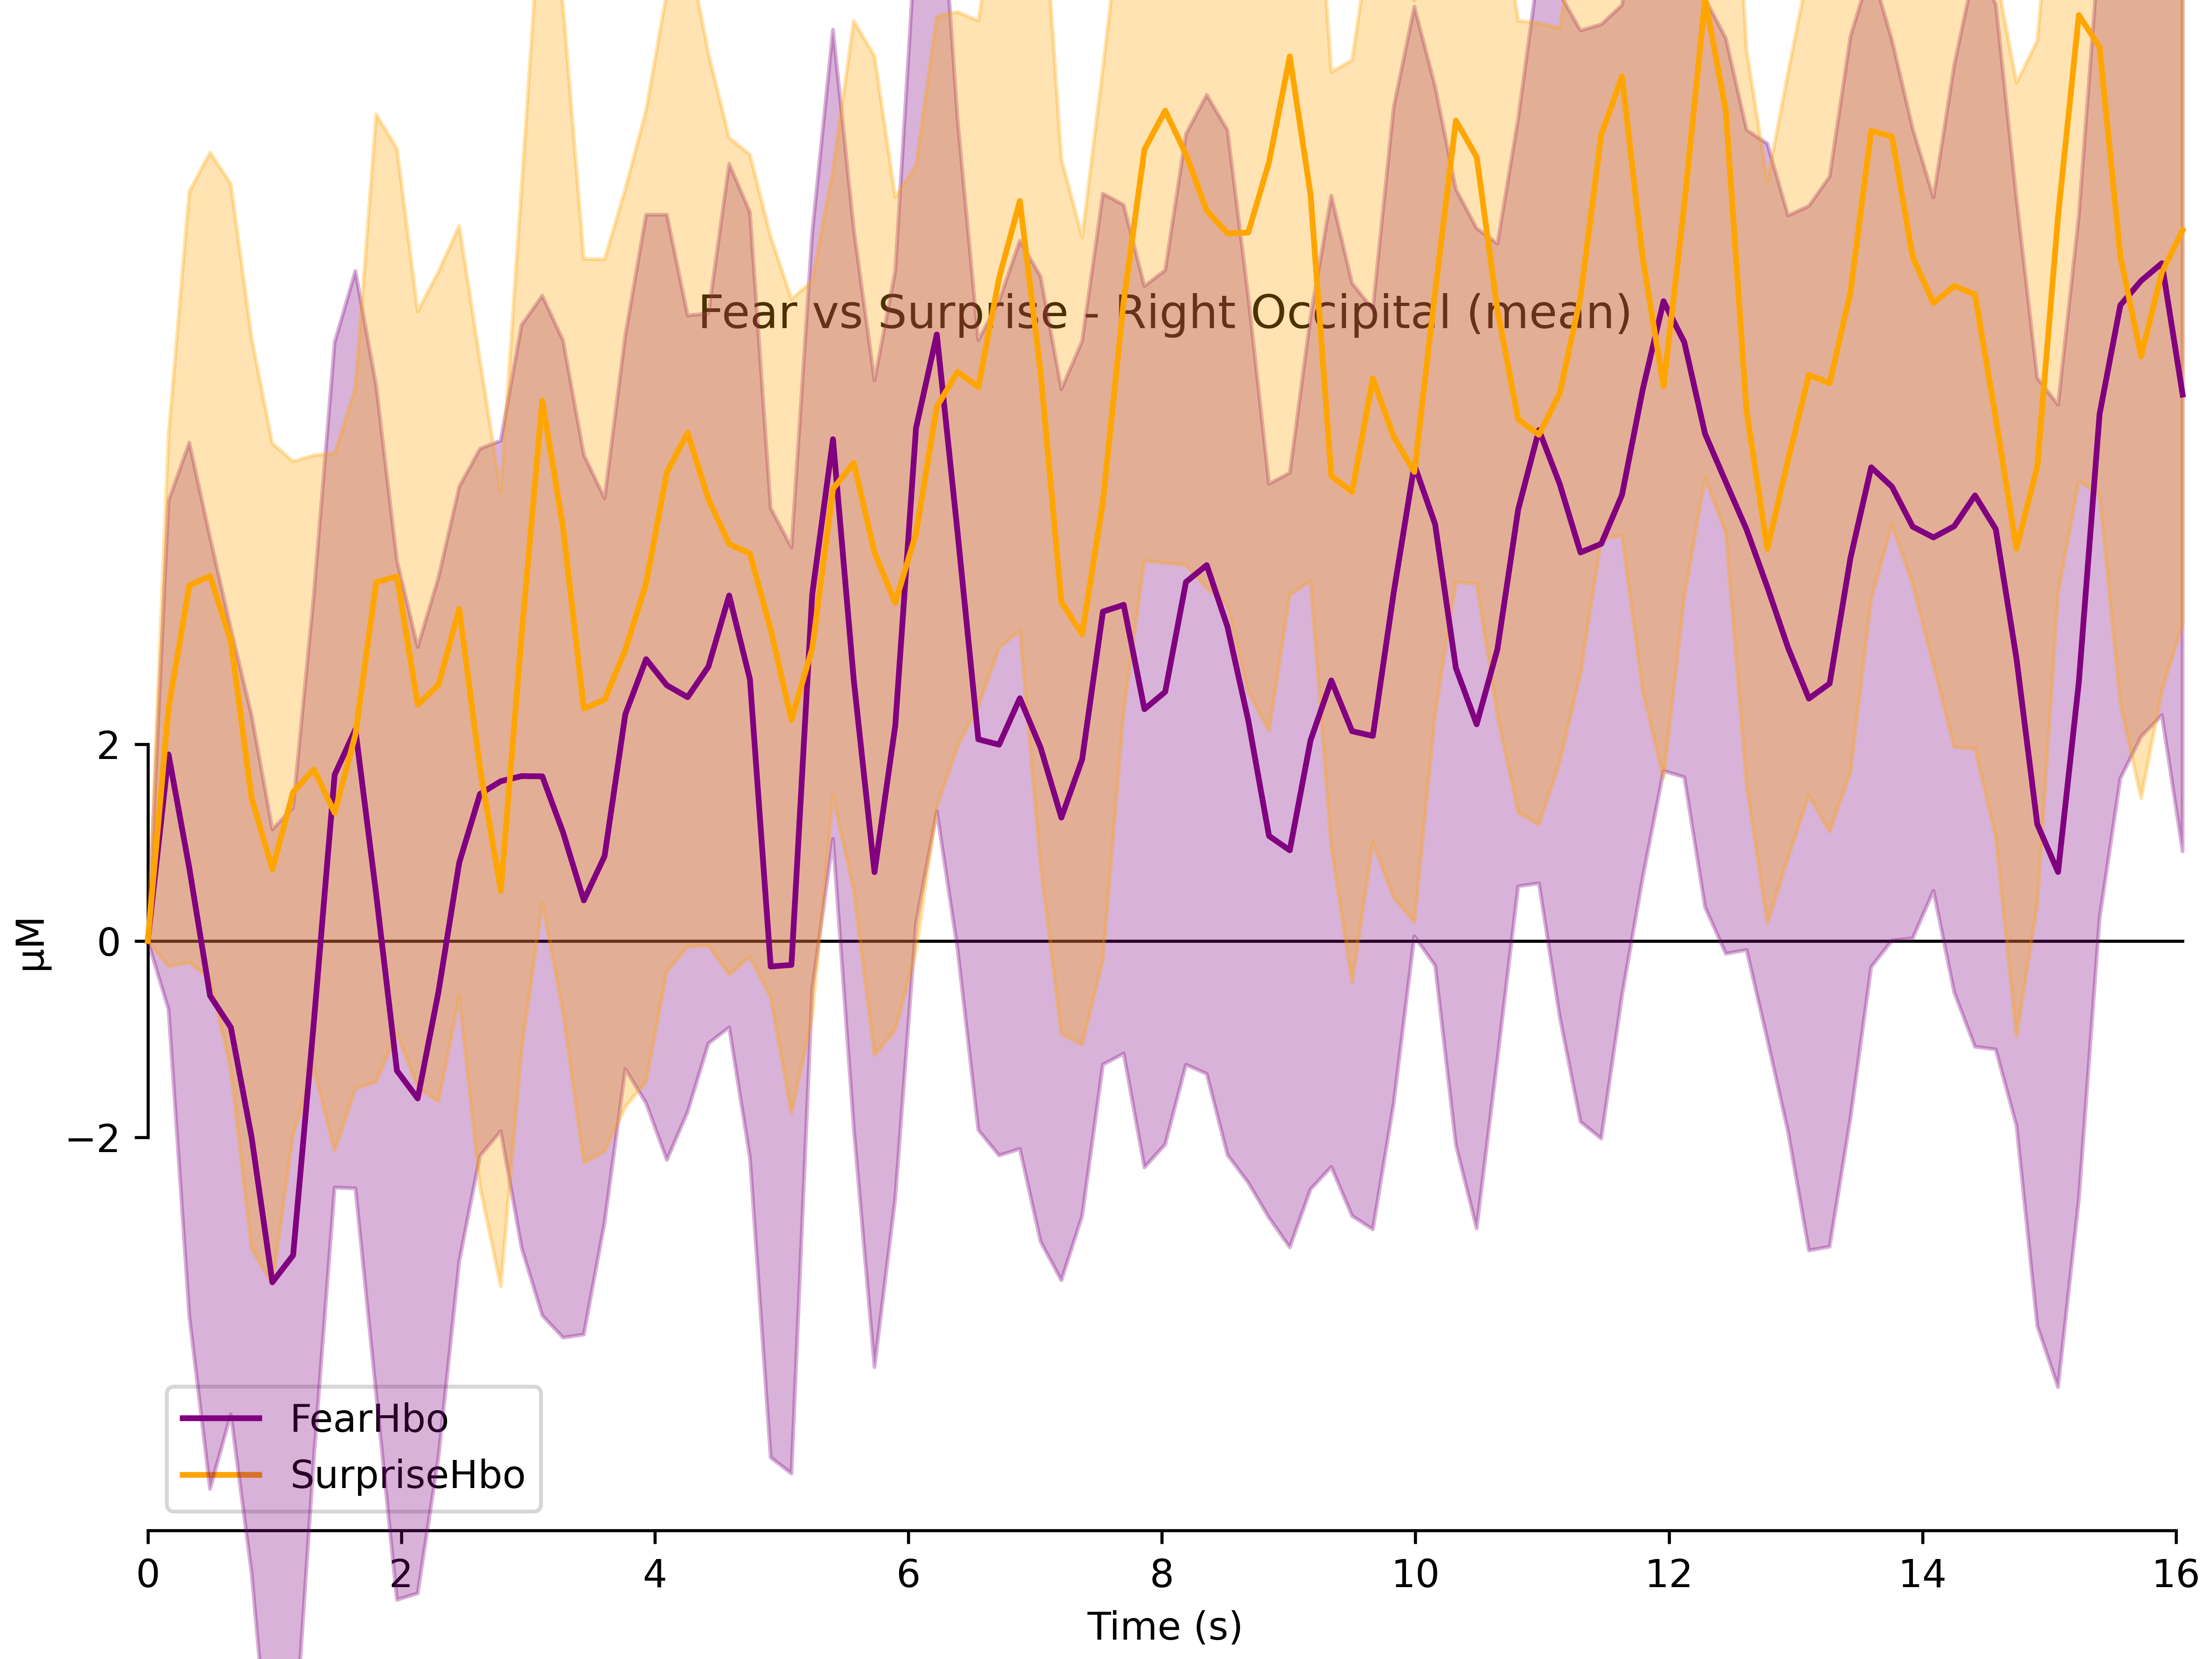 Fear vs Surprise - Right Occipital (mean)
2
0
−2
µM
FearHbo
SurpriseHbo
0 2 4 6 8 10 12 14 16
Time (s)